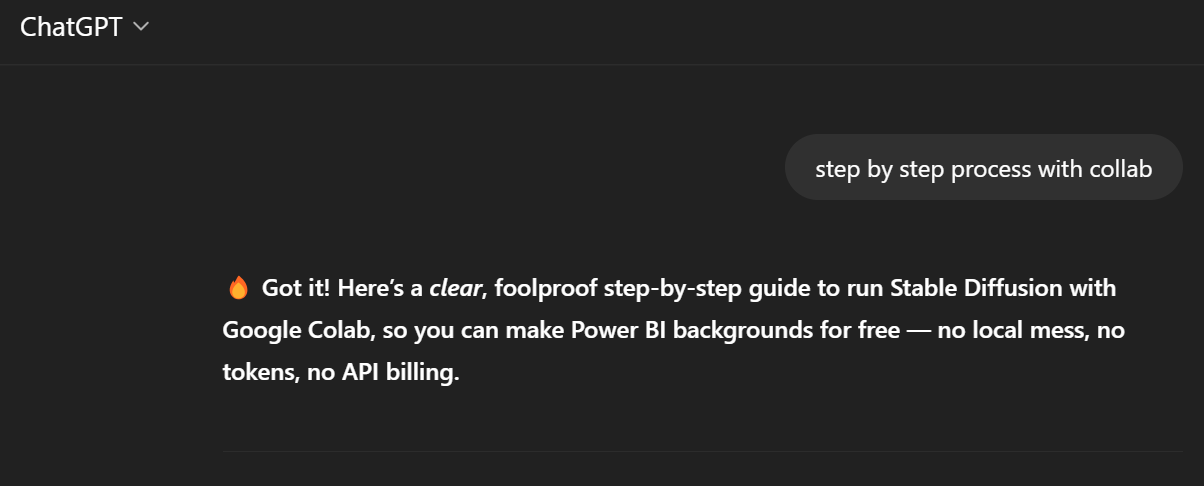 ChatGPT
step by step process with collab
🔥 Got it! Here’s a clear, foolproof step-by-step guide to run Stable Diffusion with
Google Colab, so you can make Power BI backgrounds for free — no local mess, no
tokens, no API billing.